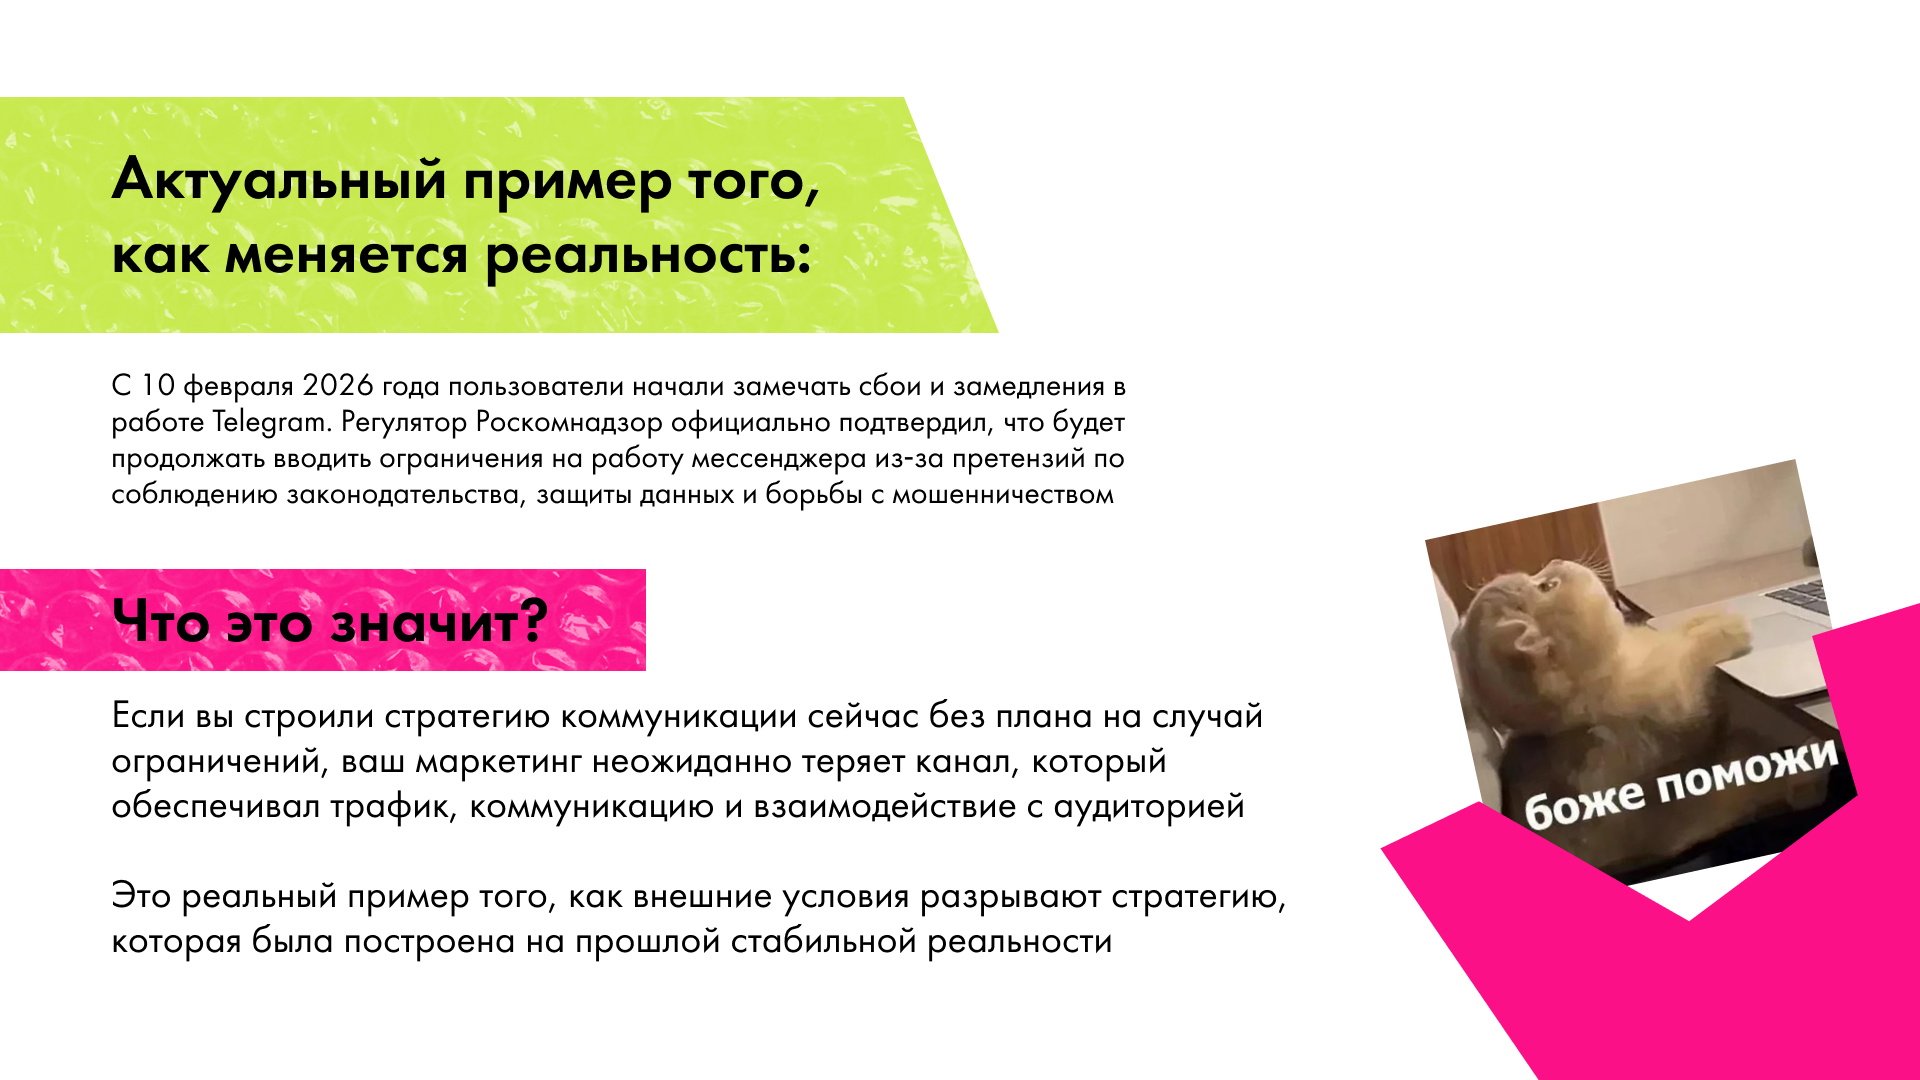 Актуальный пример того,
как меняется реальность:
С 10 февраля 2026 года пользователи начали замечать сбои и замедления в
работе Telegram. Регулятор Роскомнадзор официально подтвердил, что будет
продолжать вводить ограничения на работу мессенджера из-за претензий по
соблюдению законодательства, защиты данных и борьбы с мошенничеством
Что это значит?
Если вы строили стратегию коммуникации сейчас без плана на случай
ограничений, ваш маркетинг неожиданно теряет канал, который
обеспечивал трафик, коммуникацию и взаимодействие с аудиторией
Это реальный пример того, как внешние условия разрывают стратегию,
которая была построена на прошлой стабильной реальности
боже поможи